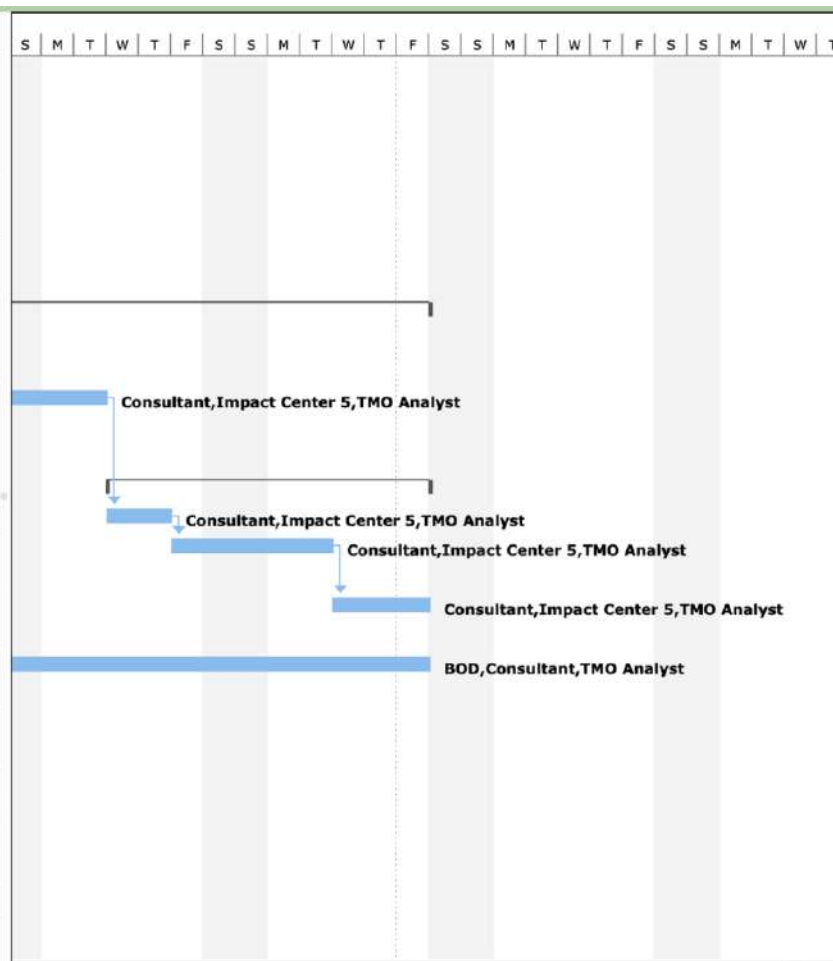 S M T W T F S S M T W T F S S M T W T F S S M T W T
Consultant,Impact Center 5,TMO Analyst
Consultant,Impact Center 5,TMO Analyst
Consultant,Impact Center 5,TMO Analyst
Consultant,Impact Center 5,TMO Analyst
BOD,Consultant,TMO Analyst